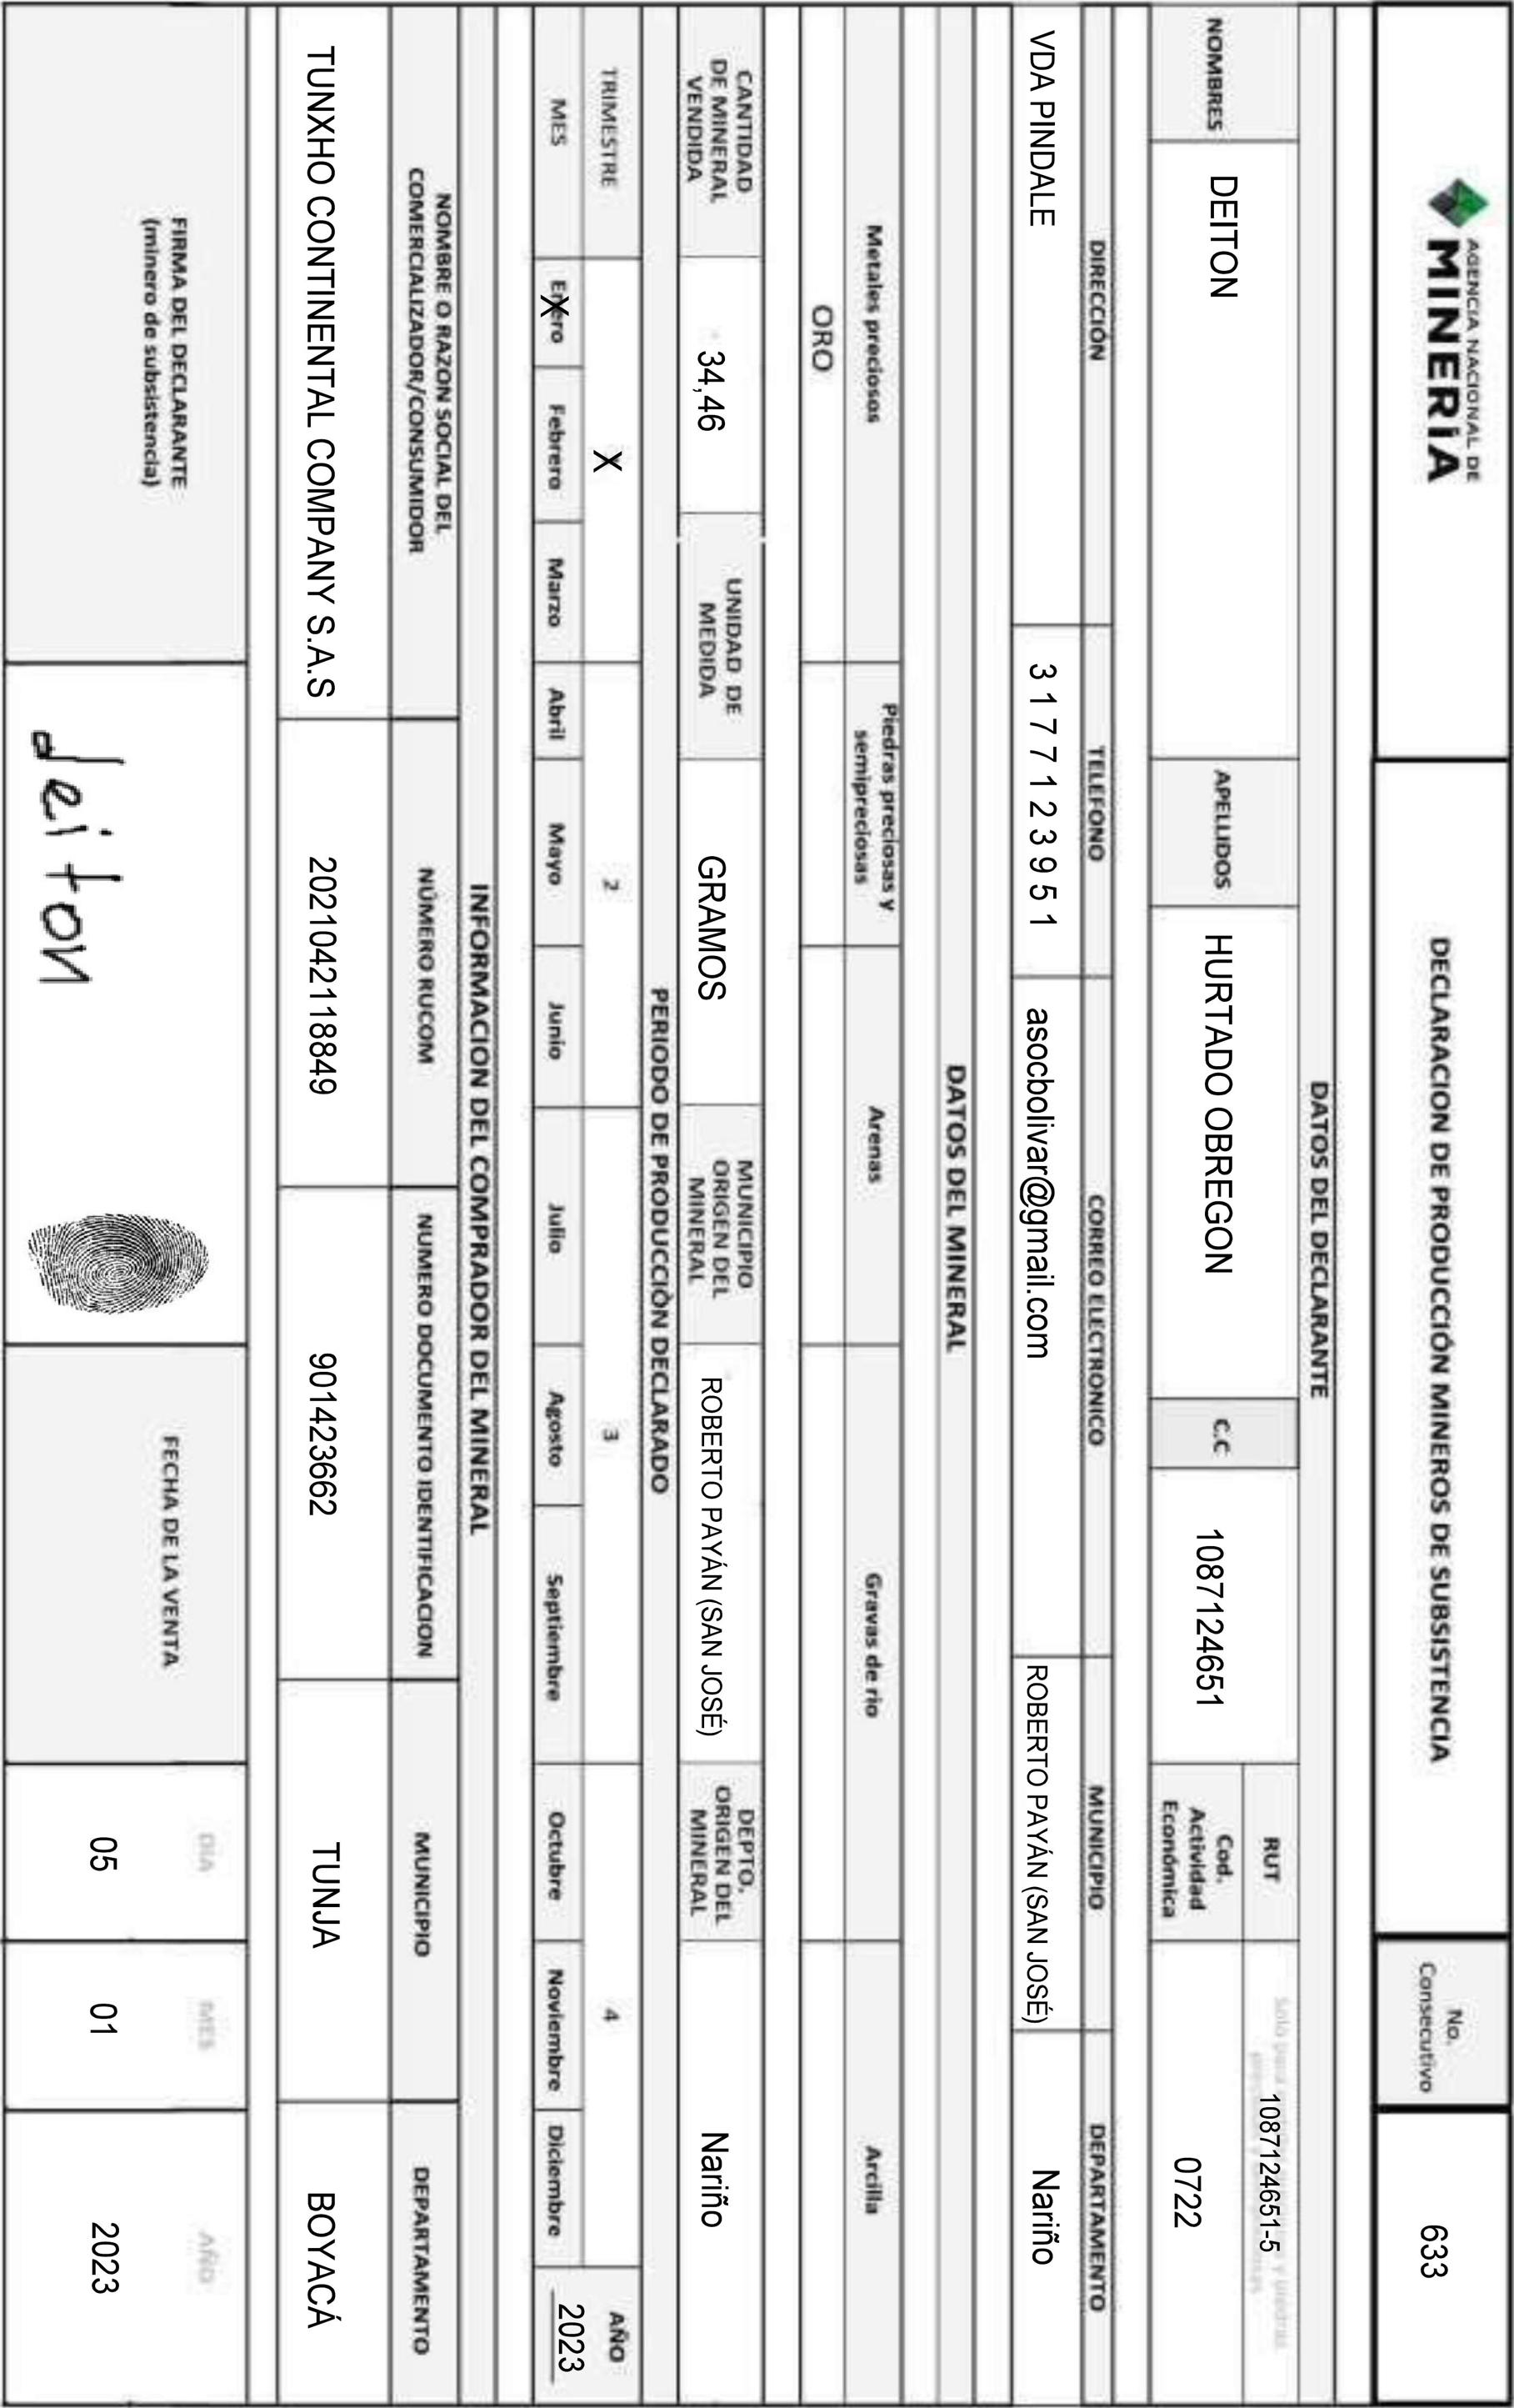 AGENCIA NACIONAL DE
MINERÍA
DECLARACION DE PRODUCCIÓN MINEROS DE SUBSISTENCIA
No.
Consecutivo
633
DATOS DEL DECLARANTE
NOMBRES
DEITON
APELLIDOS
HURTADO OBREGON
C.C
1087124651
RUT
1087124651-5
Cod.
Actividad
Económica
0722
DIRECCIÓN
TELEFONO
CORREO ELECTRONICO
MUNICIPIO
DEPARTAMENTO
VDA PINDALE
3 1 7 7 1 2 3 9 5 1
asocbolivar@gmail.com
ROBERTO PAYÁN (SAN JOSÉ)
Nariño
DATOS DEL MINERAL
Metales preciosos
Piedras preciosas y
semipreciosas
Arenas
Gravas de rio
Arcilla
ORO
CANTIDAD
DE MINERAL
VENDIDA
34,46
UNIDAD DE
MEDIDA
GRAMOS
MUNICIPIO
ORIGEN DEL
MINERAL
ROBERTO PAYÁN (SAN JOSÉ)
DEPTO.
ORIGEN DEL
MINERAL
Nariño
PERIODO DE PRODUCCIÓN DECLARADO
TRIMESTRE
X
2
3
4
AÑO
MES
Enero
X
Febrero
Marzo
Abril
Mayo
Junio
Julio
Agosto
Septiembre
Octubre
Noviembre
Diciembre
2023
INFORMACION DEL COMPRADOR DEL MINERAL
NOMBRE O RAZON SOCIAL DEL
COMERCIALIZADOR/CONSUMIDOR
NÚMERO RUCOM
NUMERO DOCUMENTO IDENTIFICACION
MUNICIPIO
DEPARTAMENTO
TUNXHO CONTINENTAL COMPANY S.A.S
2021042118849
901423662
TUNJA
BOYACÁ
FIRMA DEL DECLARANTE
(minero de subsistencia)
Deiton
FECHA DE LA VENTA
DIA
MES
AÑO
05
01
2023